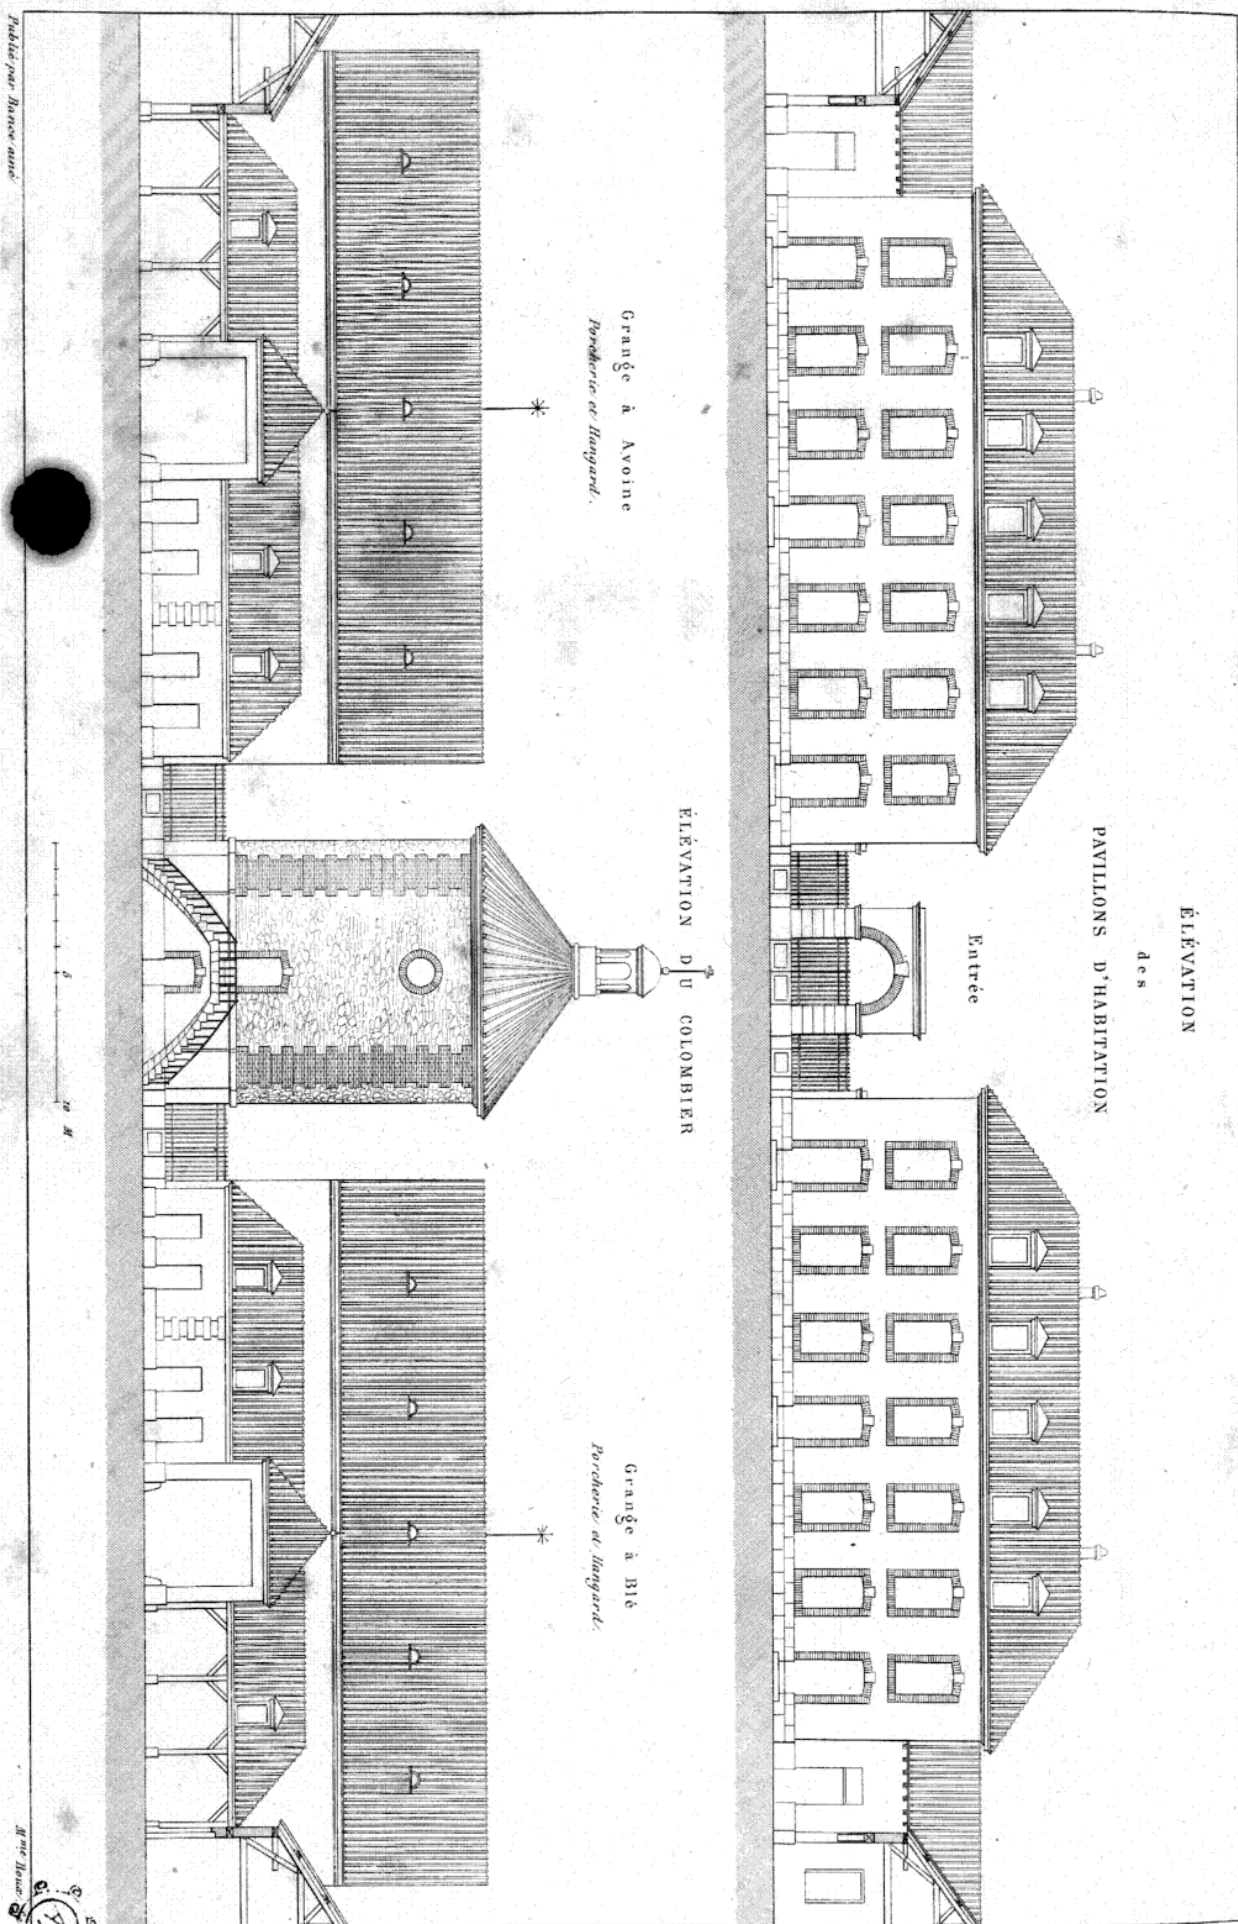 ÉLÉVATION
des
PAVILLONS D'HABITATION
Entrée
ÉLÉVATION DU COLOMBIER
Grange à Avoine
Porcherie et Hangard.
Grange à Blé
Porcherie et Hangard.
5
10 M
Publié par Bance ainé